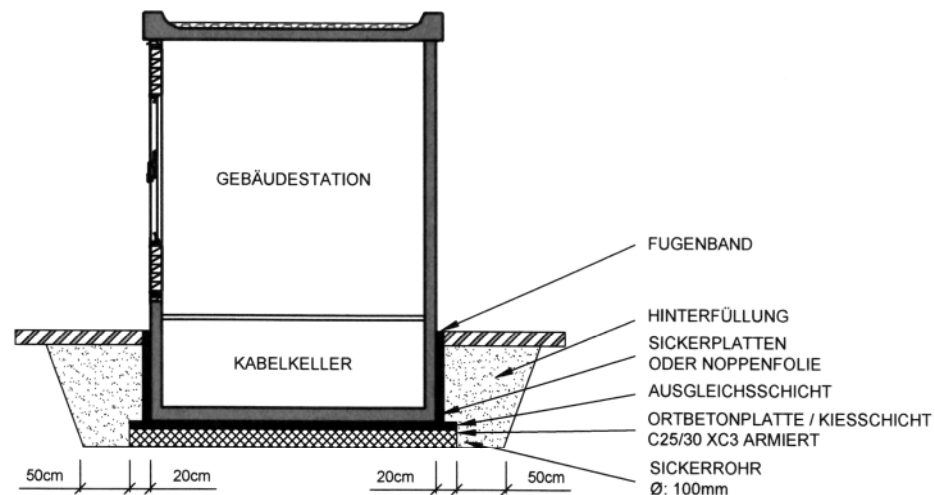 GEBÄUDESTATION
KABELKELLER
FUGENBAND
HINTERFÜLLUNG
SICKERPLATTEN
ODER NOPPENFOLIE
AUSGLEICHSSCHICHT
ORTBETONPLATTE / KIESSCHICHT
C25/30 XC3 ARMIERT
SICKERROHR
Ø: 100mm
50cm
20cm
20cm
50cm